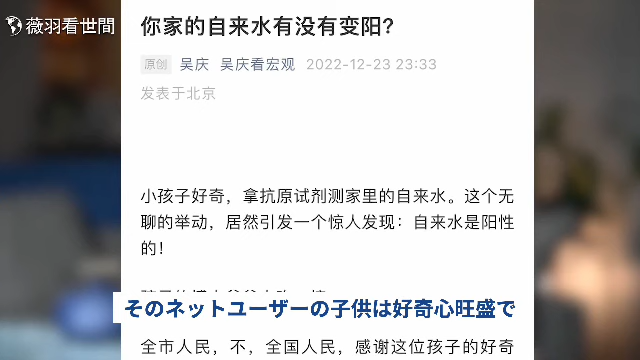 薇羽看世間
你家的自来水有没有变阳？
原创 吴庆 吴庆看宏观 2022-12-23 23:33
发表于北京
小孩子好奇，拿抗原试剂测家里的自来水。这个无
聊的举动，居然引发一个惊人发现：自来水是阳性
的！
そのネットユーザーの子供は好奇心旺盛で
全市人民，不，全国人民，感谢这位孩子的好奇